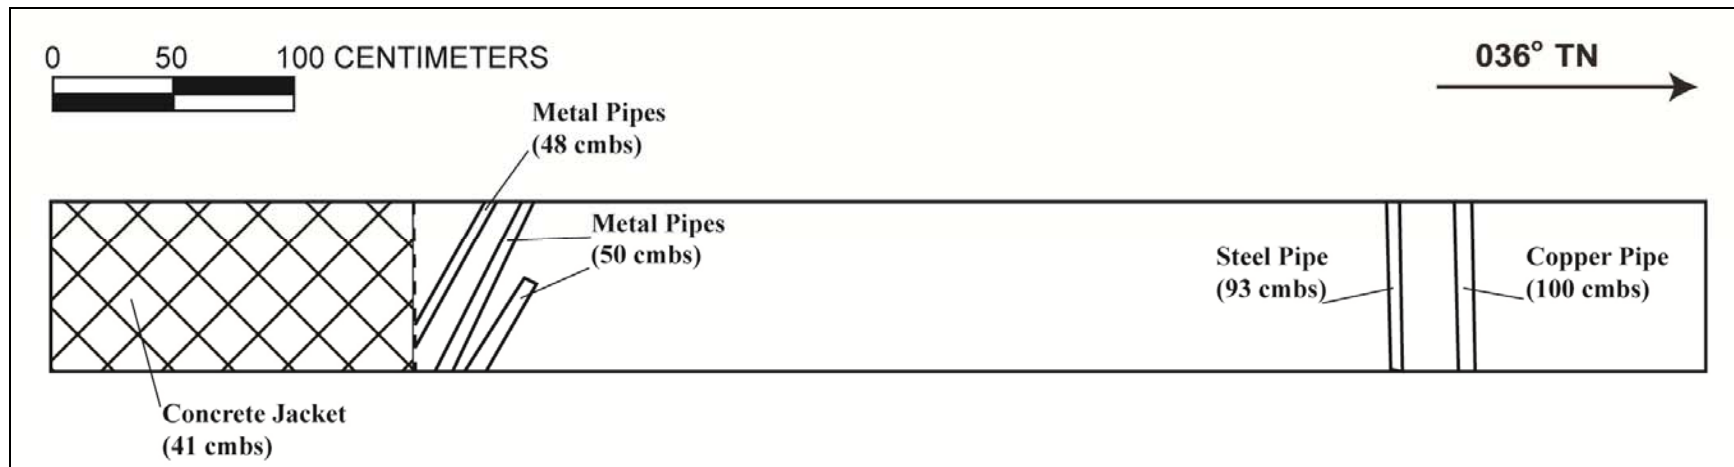 0 50 100 CENTIMETERS
036° TN
Metal Pipes
(48 cmbs)
Metal Pipes
(50 cmbs)
Steel Pipe
(93 cmbs)
Copper Pipe
(100 cmbs)
Concrete Jacket
(41 cmbs)